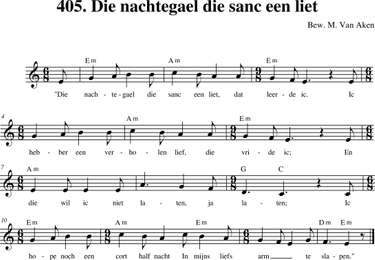 405. Die nachtegael die sanc een liet
Bew. M. Van Aken
Em Am Em
"Die nach- te-gael die sanc een liet, dat leer- de ic. Ic
4 Em Am Em
heb- ber een ver- ho- len lief, die vri- de ic; En
7 Am Em G C
die wil ic niet la- ten, ja la- ten; Ic
10 Em Am Em Dm Em
ho- pe noch een cort half nacht In mijns liefs arm te sla- pen."